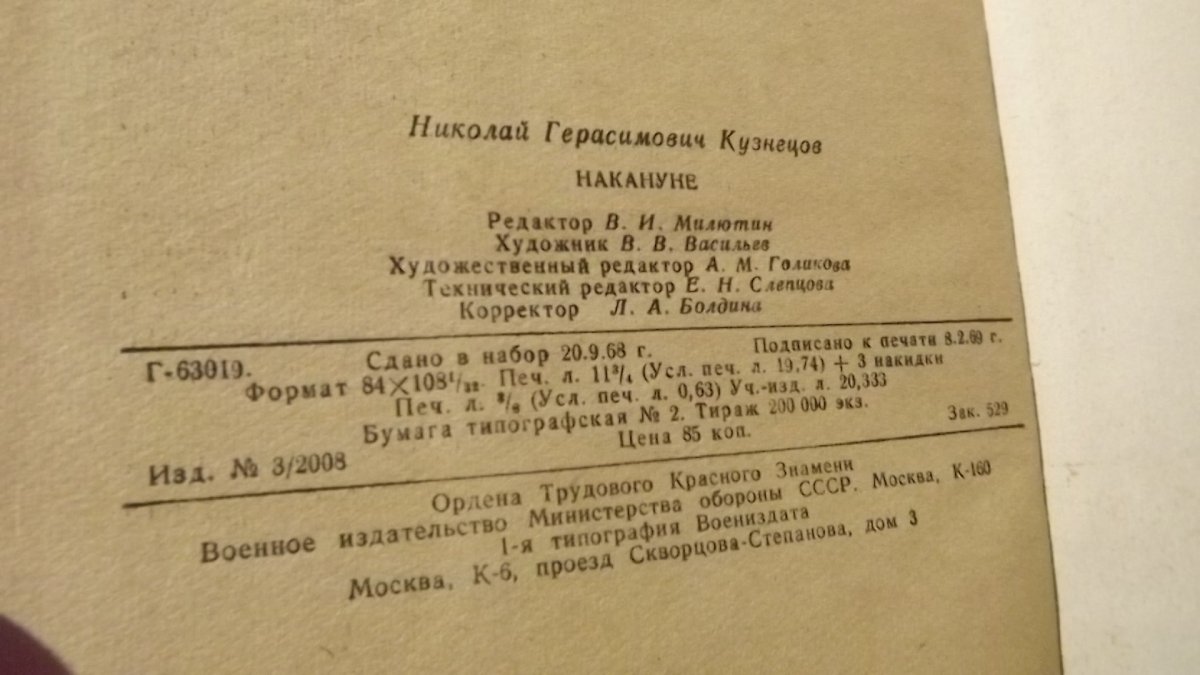 Николай Герасимович Кузнецов
НАКАНУНЕ
Редактор В. И. Милютин
Художник В. В. Васильев
Художественный редактор А. М. Голикова
Технический редактор Е. Н. Слепцова
Корректор Л. А. Болдина
Г-63019. Сдано в набор 20.9.68 г. Подписано к печати 8.2.69 г.
Формат 84×108¹/₃₂. Печ. л. 11³/₄ (Усл. печ. л. 19,74) + 3 накидки
Печ. л. ³/₈ (Усл. печ. л. 0,63) Уч.-изд. л. 20,333
Бумага типографская № 2. Тираж 200 000 экз.
Изд. № 3/2008 Цена 85 коп. Зак. 529
Ордена Трудового Красного Знамени
Военное издательство Министерства обороны СССР. Москва, К-160
1-я типография Воениздата
Москва, К-6, проезд Скворцова-Степанова, дом 3